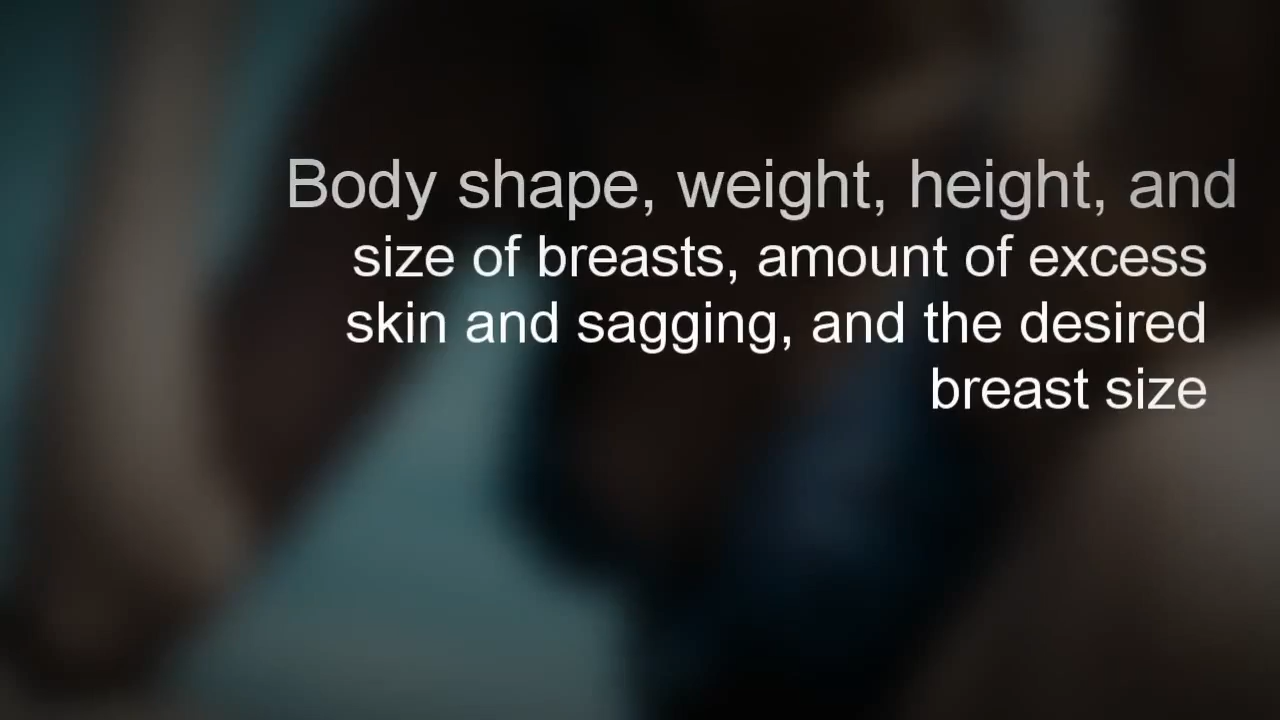 Body shape, weight, height, and
size of breasts, amount of excess
skin and sagging, and the desired
breast size